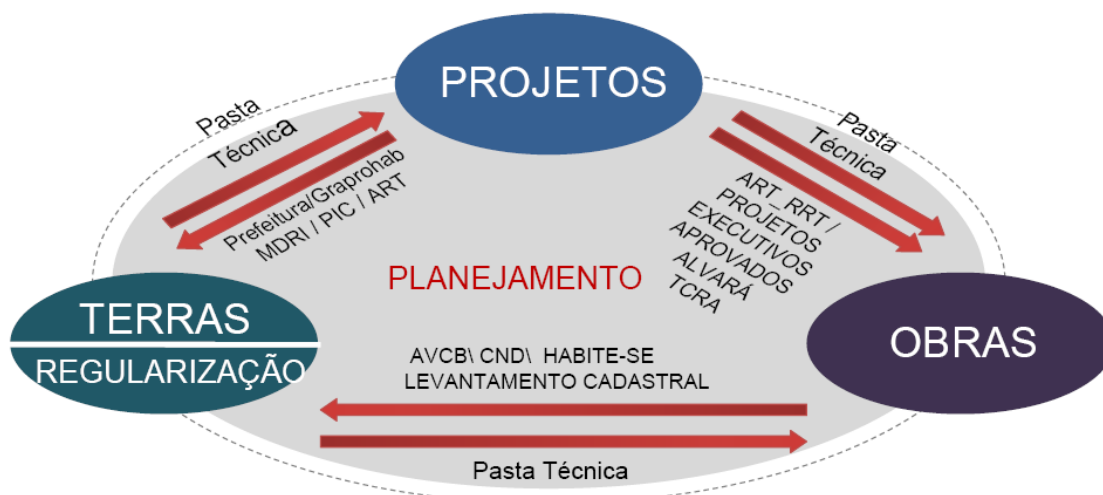 PROJETOS
Pasta
Técnica
Prefeitura/Graprohab
MDRI / PIC / ART
Pasta
Técnica
ART_RRT /
PROJETOS
EXECUTIVOS
APROVADOS
ALVARÁ
TCRA
PLANEJAMENTO
TERRAS
REGULARIZAÇÃO
OBRAS
AVCB\ CND\ HABITE-SE
LEVANTAMENTO CADASTRAL
Pasta Técnica